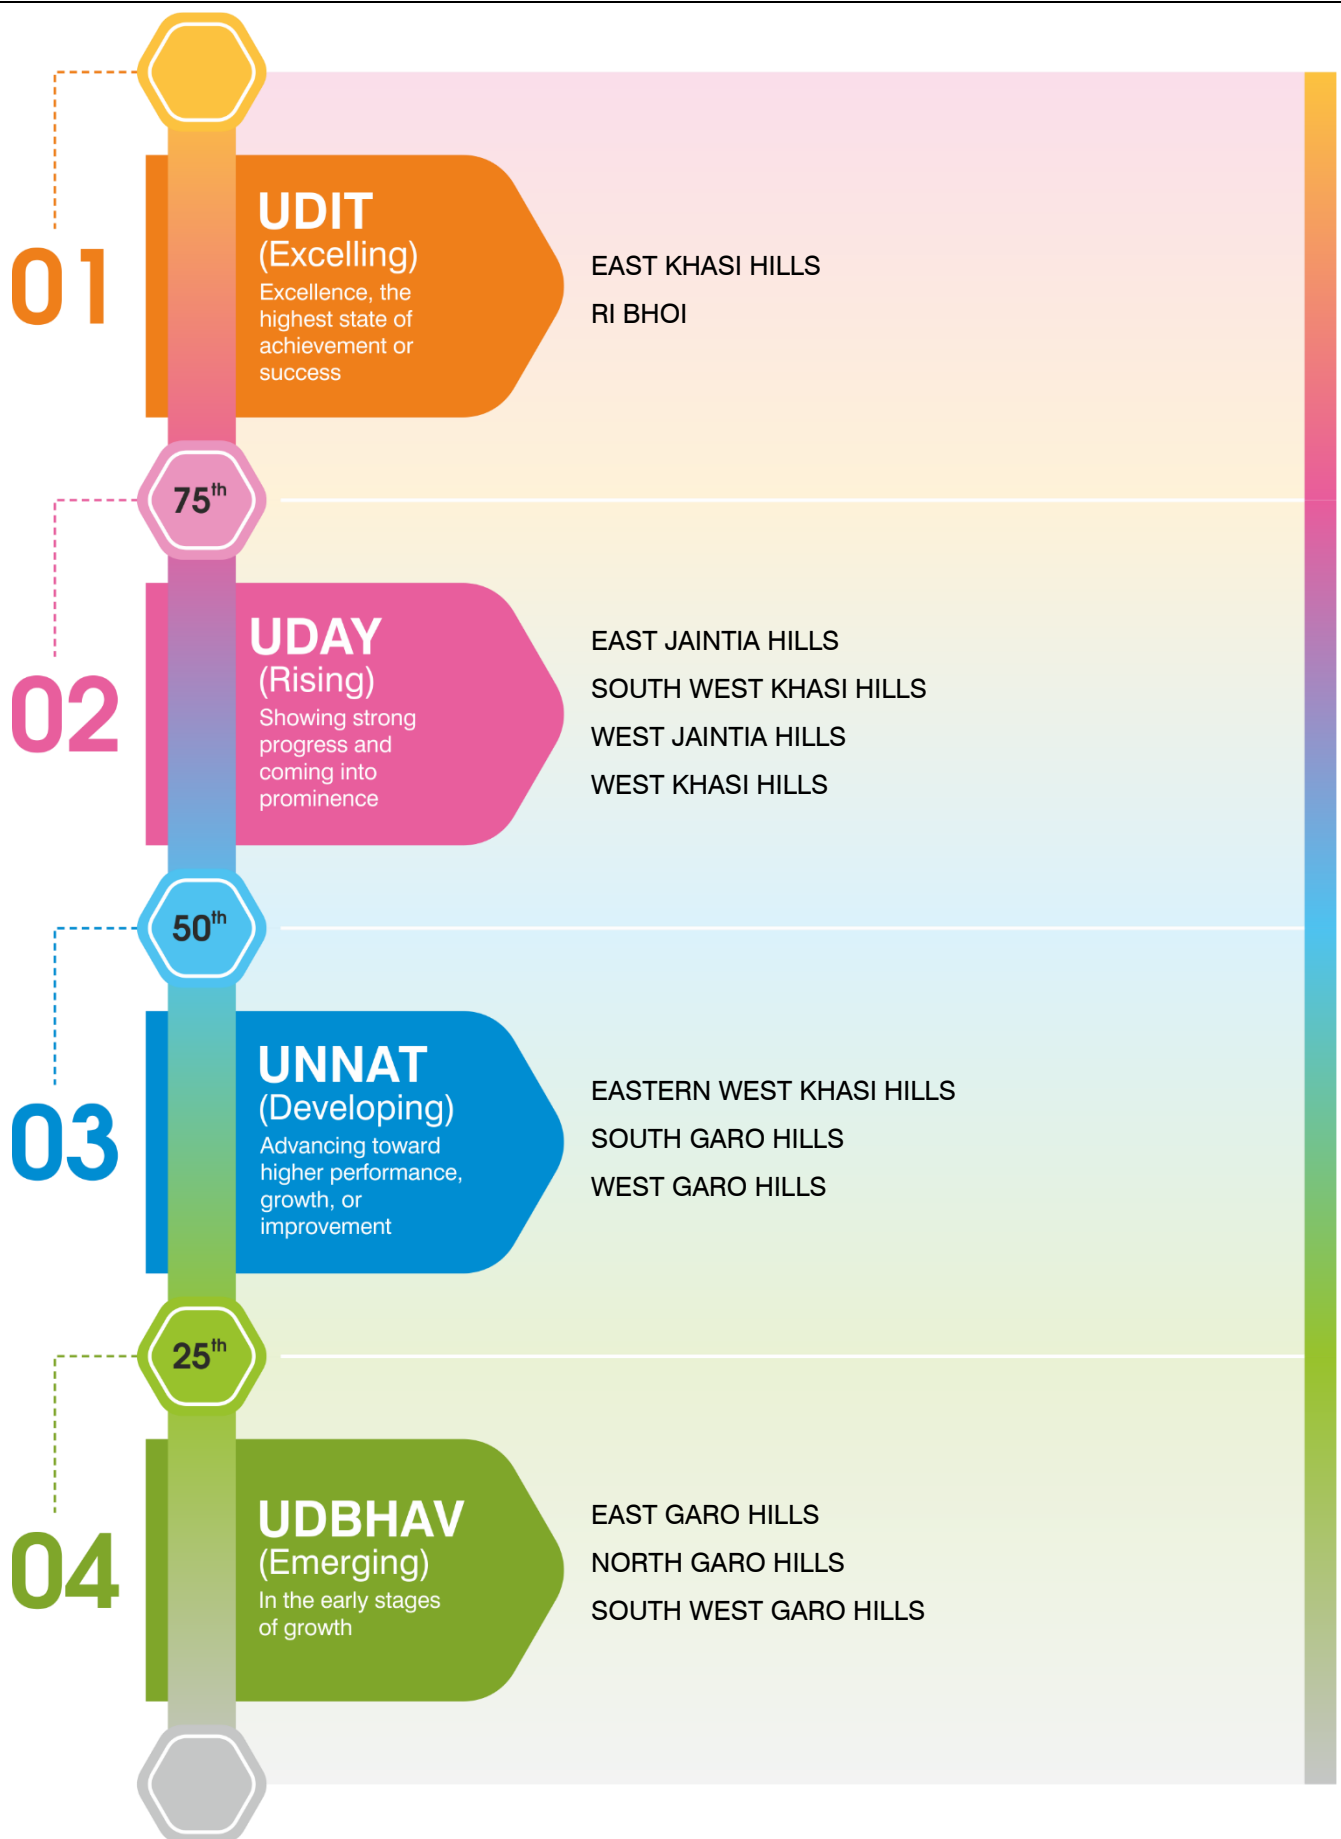 01
UDIT
(Excelling)
Excellence, the
highest state of
achievement or
success
EAST KHASI HILLS
RI BHOI
75th
02
UDAY
(Rising)
Showing strong
progress and
coming into
prominence
EAST JAINTIA HILLS
SOUTH WEST KHASI HILLS
WEST JAINTIA HILLS
WEST KHASI HILLS
50th
03
UNNAT
(Developing)
Advancing toward
higher performance,
growth, or
improvement
EASTERN WEST KHASI HILLS
SOUTH GARO HILLS
WEST GARO HILLS
25th
04
UDBHAV
(Emerging)
In the early stages
of growth
EAST GARO HILLS
NORTH GARO HILLS
SOUTH WEST GARO HILLS